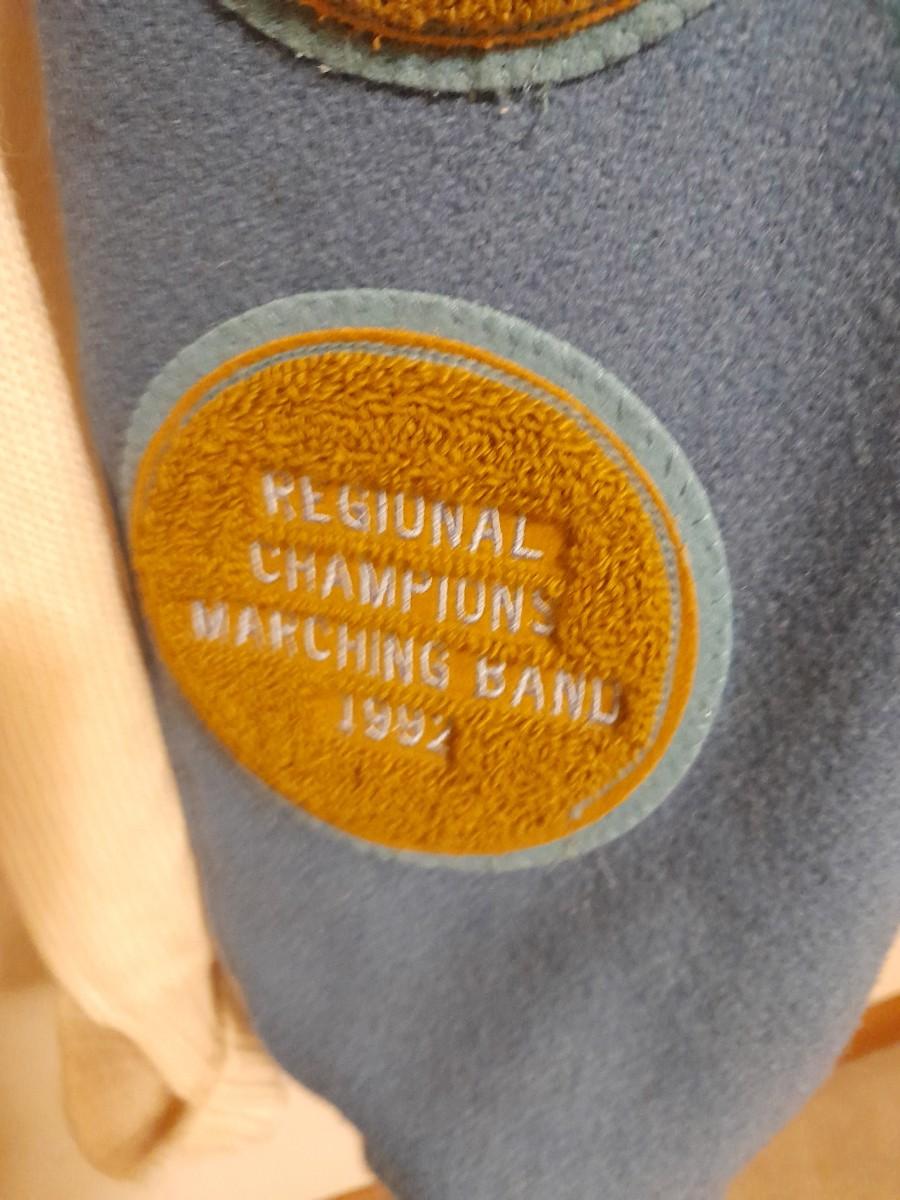 REGIONAL
CHAMPIONS
MARCHING BAND
1992